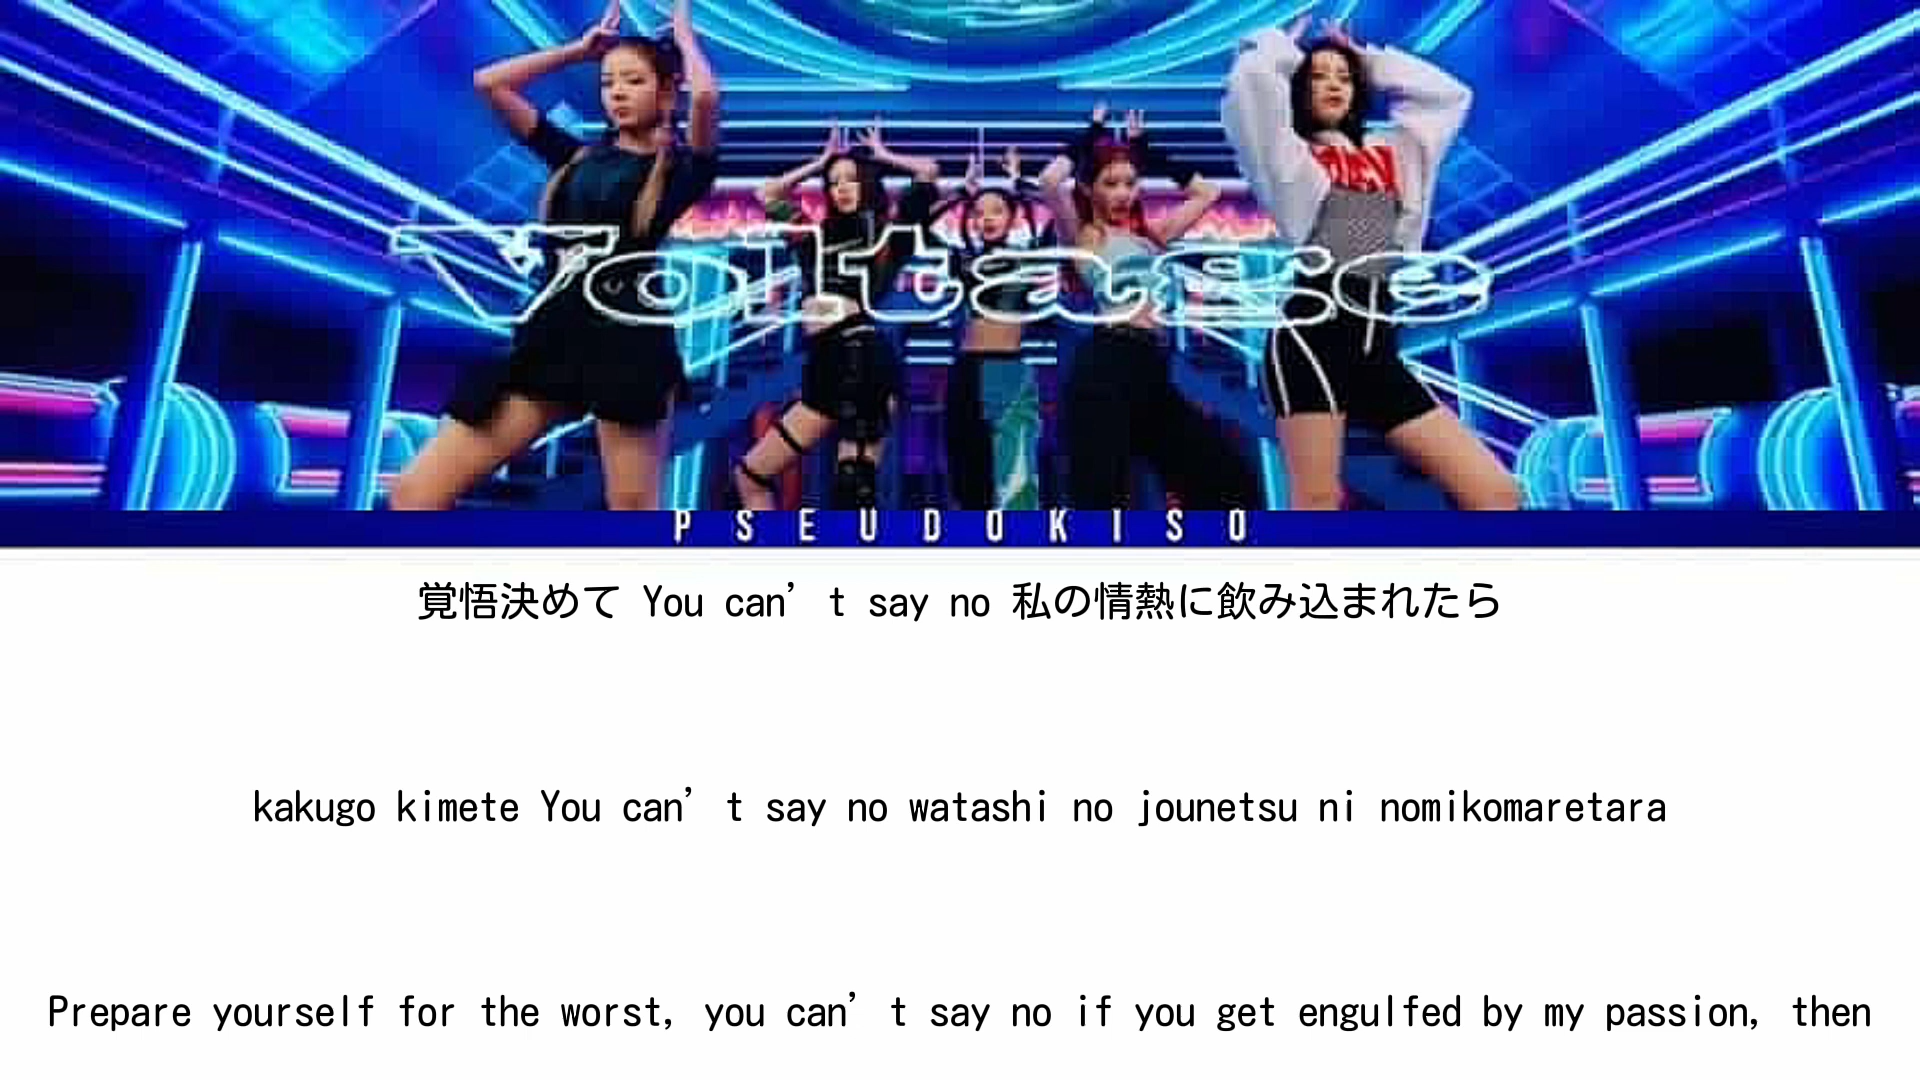 Voltage
PSEUDOKISO
覚悟決めて You can’t say no 私の情熱に飲み込まれたら
kakugo kimete You can’t say no watashi no jounetsu ni nomikomaretara
Prepare yourself for the worst, you can’t say no if you get engulfed by my passion, then